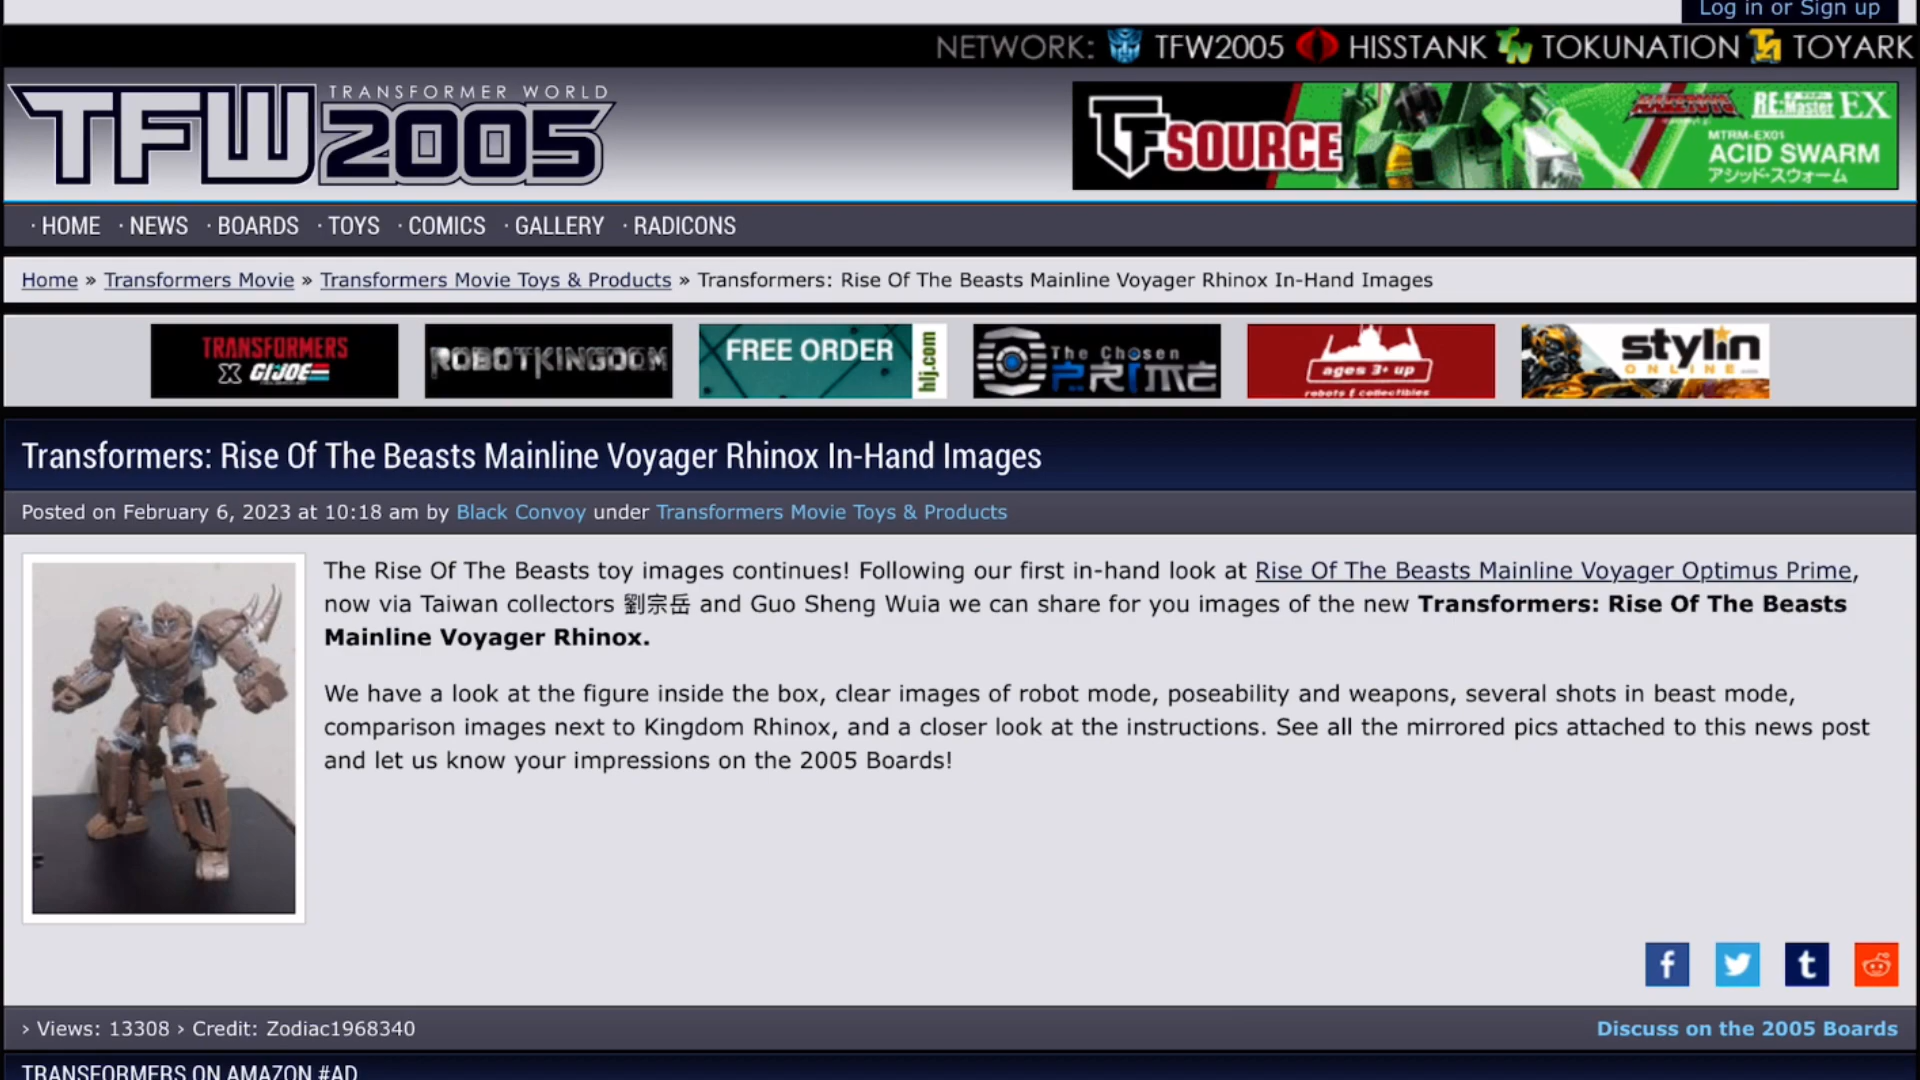 Log in or Sign up
NETWORK: TFW2005 HISSTANK TOKUNATION TOYARK
TRANSFORMER WORLD
TFW2005
TFSOURCE
RE:Master EX
MTRM-EX01
ACID SWARM
アシッド・スウォーム
· HOME · NEWS · BOARDS · TOYS · COMICS · GALLERY · RADICONS
Home » Transformers Movie » Transformers Movie Toys & Products » Transformers: Rise Of The Beasts Mainline Voyager Rhinox In-Hand Images
TRANSFORMERS
X GIJOE
ROBOTKINGDOM
FREE ORDER
hlj.com
The Chosen
PRIME
ages 3+ up
robots & collectibles
stylin
ONLINE.com
Transformers: Rise Of The Beasts Mainline Voyager Rhinox In-Hand Images
Posted on February 6, 2023 at 10:18 am by Black Convoy under Transformers Movie Toys & Products
The Rise Of The Beasts toy images continues! Following our first in-hand look at Rise Of The Beasts Mainline Voyager Optimus Prime,
now via Taiwan collectors 劉宗岳 and Guo Sheng Wuia we can share for you images of the new Transformers: Rise Of The Beasts
Mainline Voyager Rhinox.
We have a look at the figure inside the box, clear images of robot mode, poseability and weapons, several shots in beast mode,
comparison images next to Kingdom Rhinox, and a closer look at the instructions. See all the mirrored pics attached to this news post
and let us know your impressions on the 2005 Boards!
› Views: 13308 › Credit: Zodiac1968340
Discuss on the 2005 Boards
TRANSFORMERS ON AMAZON #AD